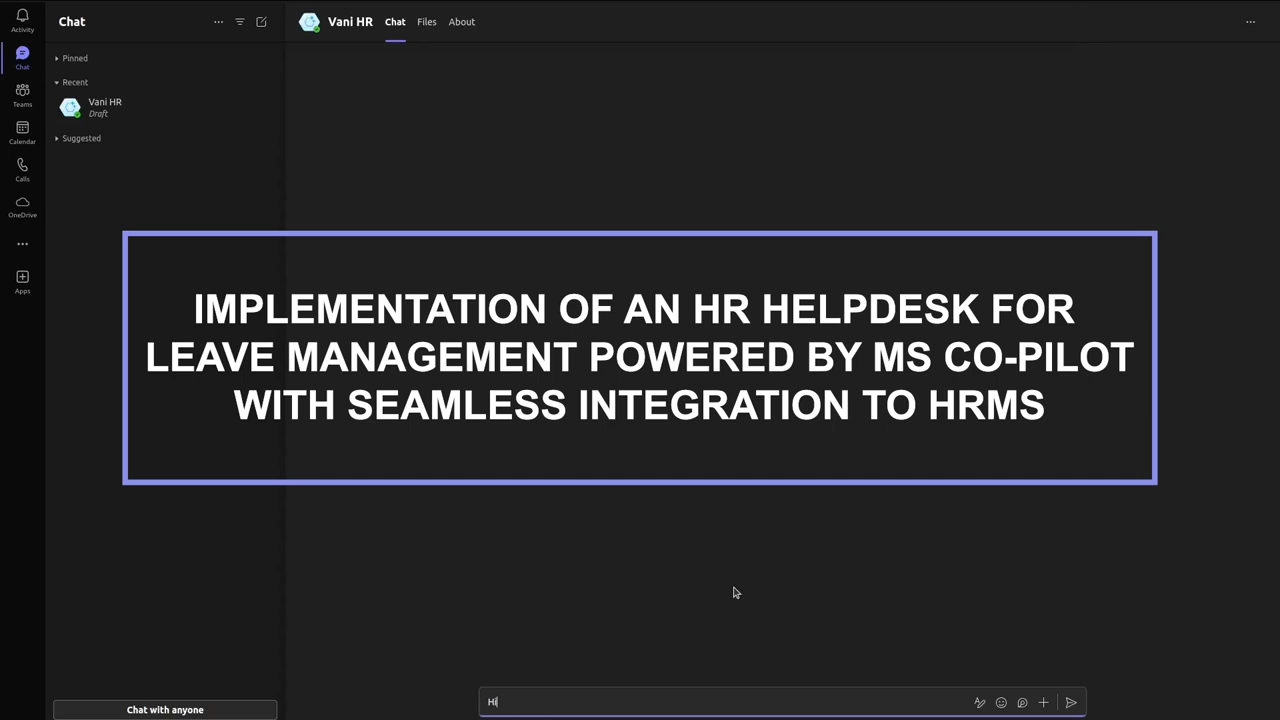 Activity
Chat
Teams
Calendar
Calls
OneDrive
Apps
Chat
Pinned
Recent
Vani HR
Draft
Suggested
Chat with anyone
Vani HR Chat Files About
IMPLEMENTATION OF AN HR HELPDESK FOR
LEAVE MANAGEMENT POWERED BY MS CO-PILOT
WITH SEAMLESS INTEGRATION TO HRMS
Hi